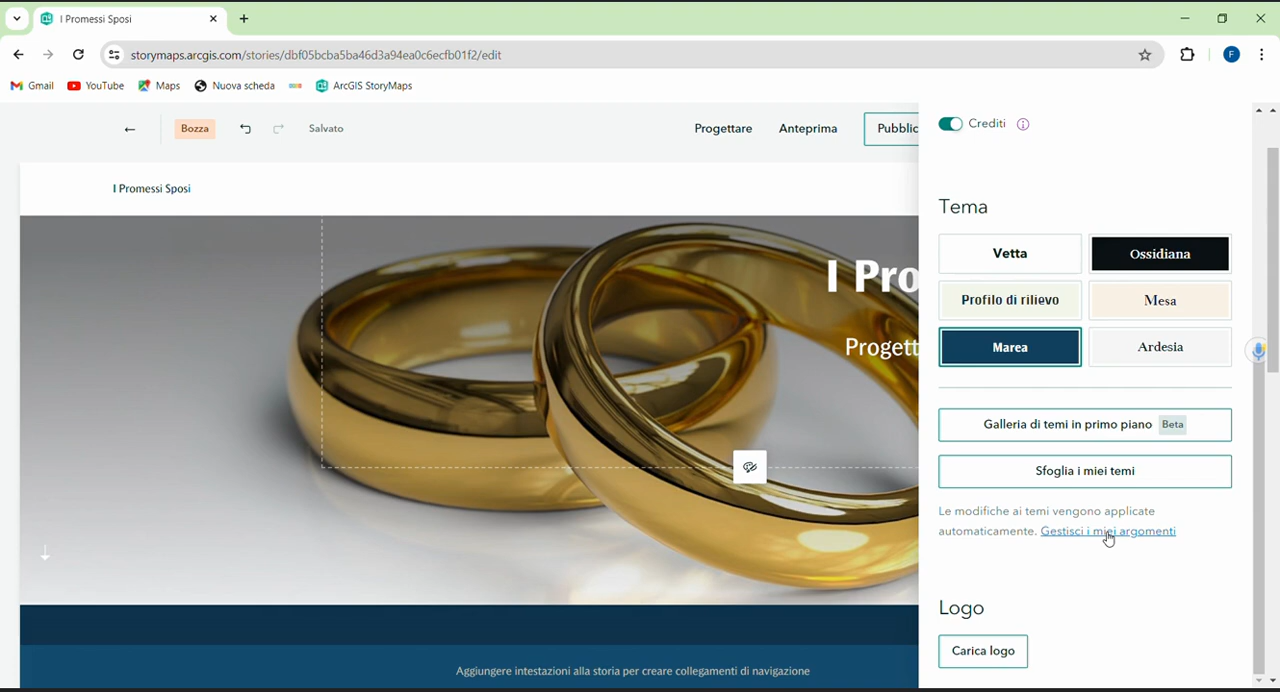 I Promessi Sposi
storymaps.arcgis.com/stories/dbf05bcba5ba46d3a94ea0c6ecfb01f2/edit
F
Gmail
YouTube
Maps
Nuova scheda
ArcGIS StoryMaps
Bozza
Salvato
Progettare
Anteprima
Pubblic
I Promessi Sposi
I Pro
Progett
Aggiungere intestazioni alla storia per creare collegamenti di navigazione
Crediti
Tema
Vetta
Ossidiana
Profilo di rilievo
Mesa
Marea
Ardesia
Galleria di temi in primo piano Beta
Sfoglia i miei temi
Le modifiche ai temi vengono applicate
automaticamente. Gestisci i miei argomenti
Logo
Carica logo